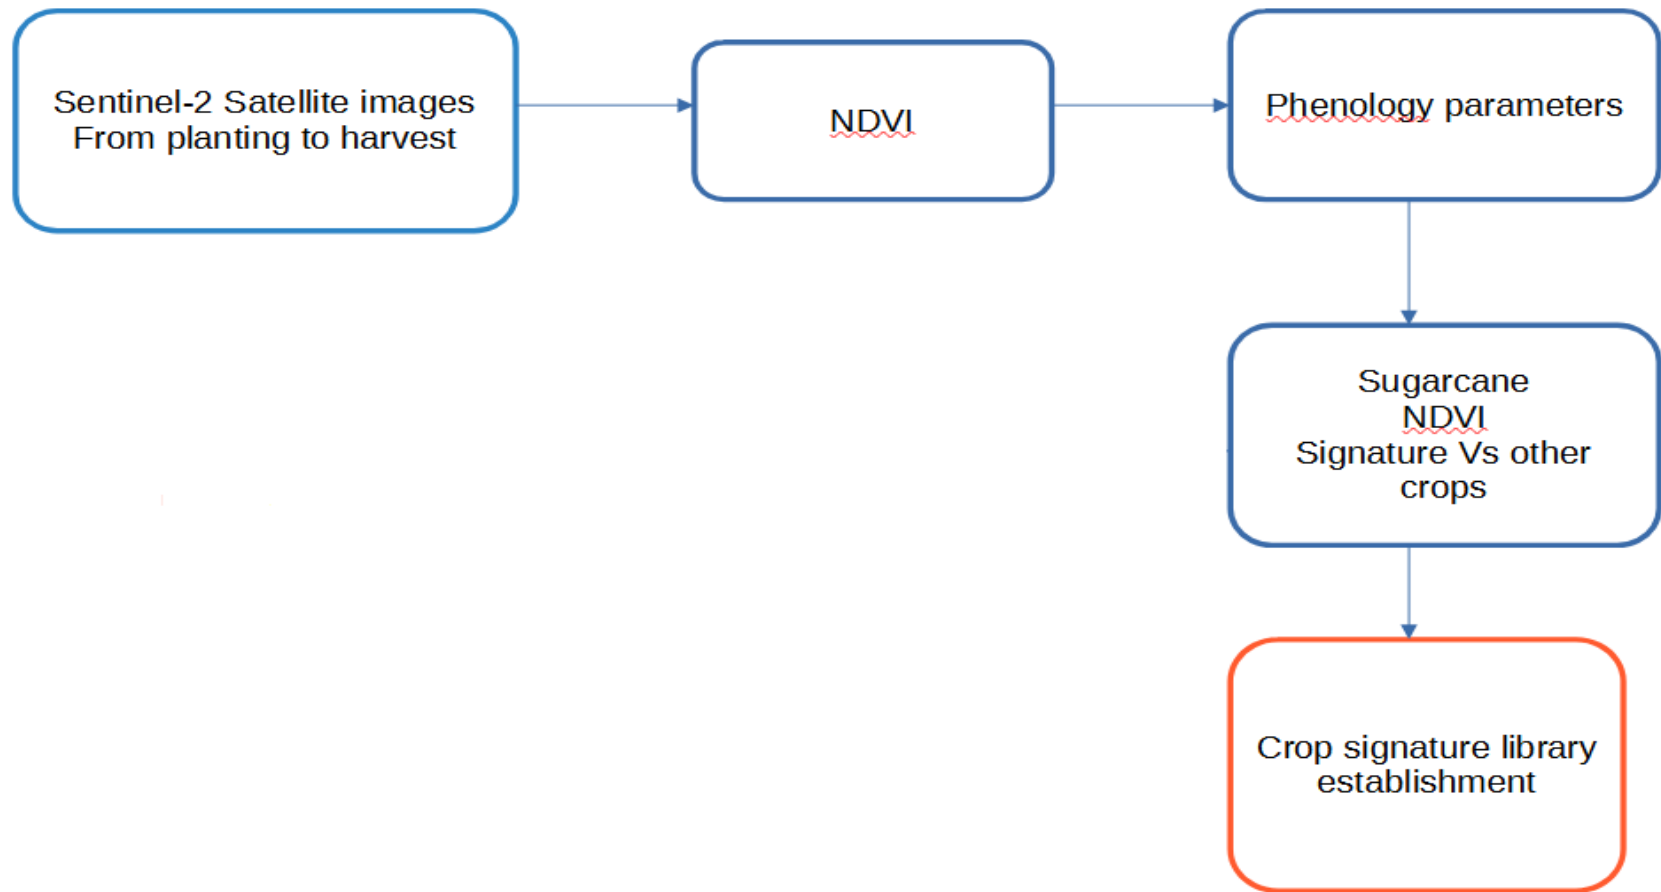 Sentinel-2 Satellite images
From planting to harvest
NDVI
Phenology parameters
Sugarcane
NDVI
Signature Vs other
crops
Crop signature library
establishment